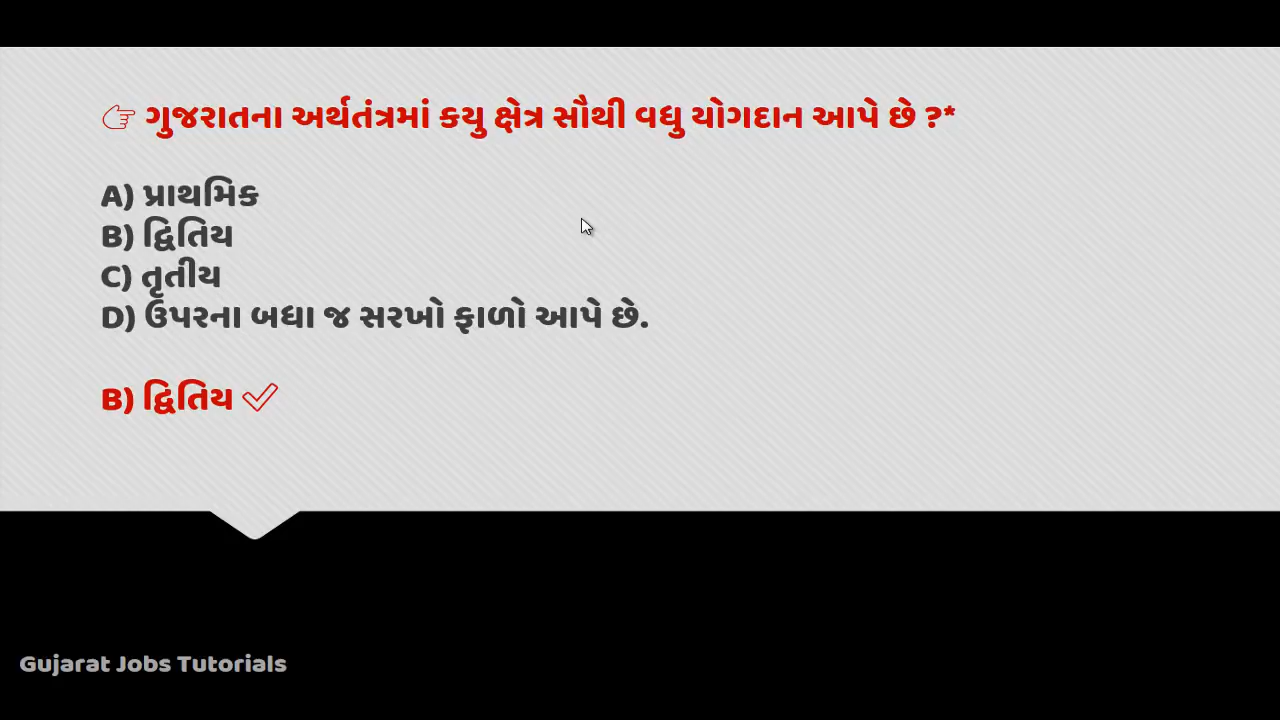 👉 ગુજરાતના અર્થતંત્રમાં કયુ ક્ષેત્ર સૌથી વધુ યોગદાન આપે છે ?*
A) પ્રાથમિક
B) દ્વિતિય
C) તૃતીય
D) ઉપરના બધા જ સરખો ફાળો આપે છે.
B) દ્વિતિય ✅
Gujarat Jobs Tutorials